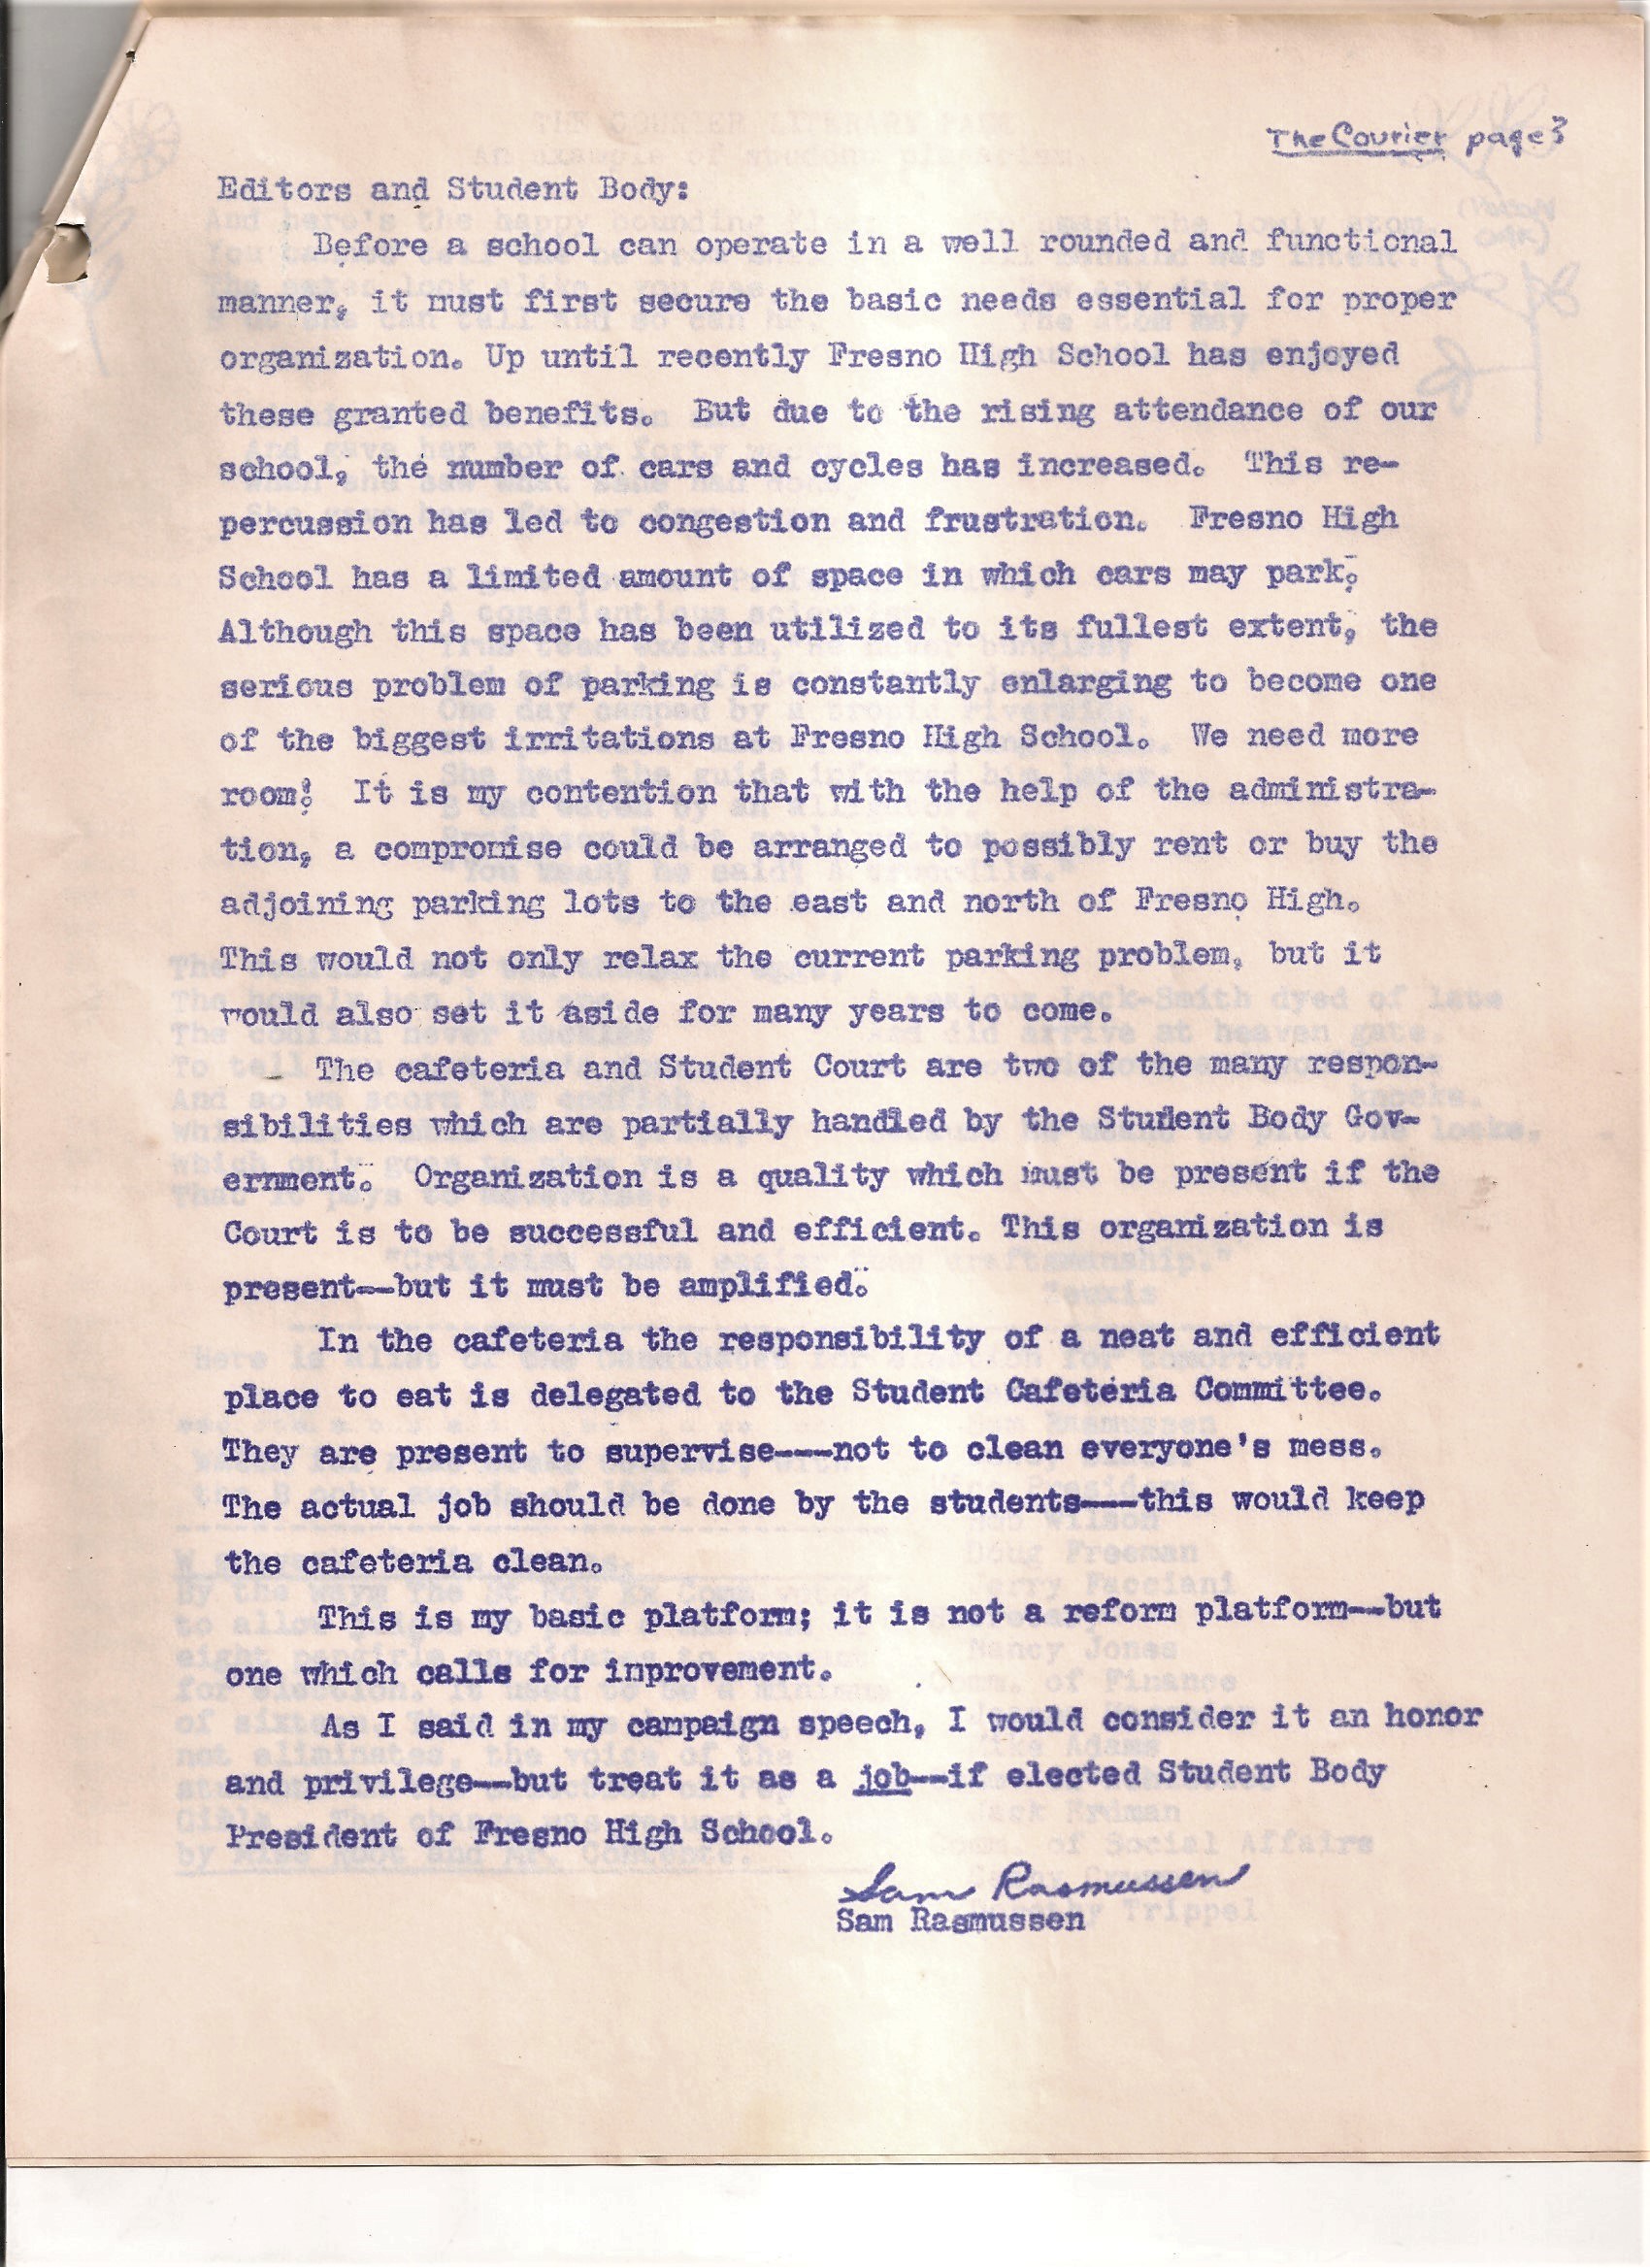 The Courier page 3
Editors and Student Body:
Before a school can operate in a well rounded and functional
manner, it must first secure the basic needs essential for proper
organization. Up until recently Fresno High School has enjoyed
these granted benefits. But due to the rising attendance of our
school, the number of cars and cycles has increased. This re-
percussion has led to congestion and frustration. Fresno High
School has a limited amount of space in which cars may park.
Although this space has been utilized to its fullest extent, the
serious problem of parking is constantly enlarging to become one
of the biggest irritations at Fresno High School. We need more
room! It is my contention that with the help of the administra-
tion, a compromise could be arranged to possibly rent or buy the
adjoining parking lots to the east and north of Fresno High.
This would not only relax the current parking problem, but it
would also set it aside for many years to come.
The cafeteria and Student Court are two of the many respon-
sibilities which are partially handled by the Student Body Gov-
ernment. Organization is a quality which must be present if the
Court is to be successful and efficient. This organization is
present--but it must be amplified.
In the cafeteria the responsibility of a neat and efficient
place to eat is delegated to the Student Cafeteria Committee.
They are present to supervise---not to clean everyone's mess.
The actual job should be done by the students---this would keep
the cafeteria clean.
This is my basic platform; it is not a reform platform--but
one which calls for inprovement.
As I said in my campaign speech, I would consider it an honor
and privilege--but treat it as a job--if elected Student Body
President of Fresno High School.
Sam Rasmussen
Sam Rasmussen